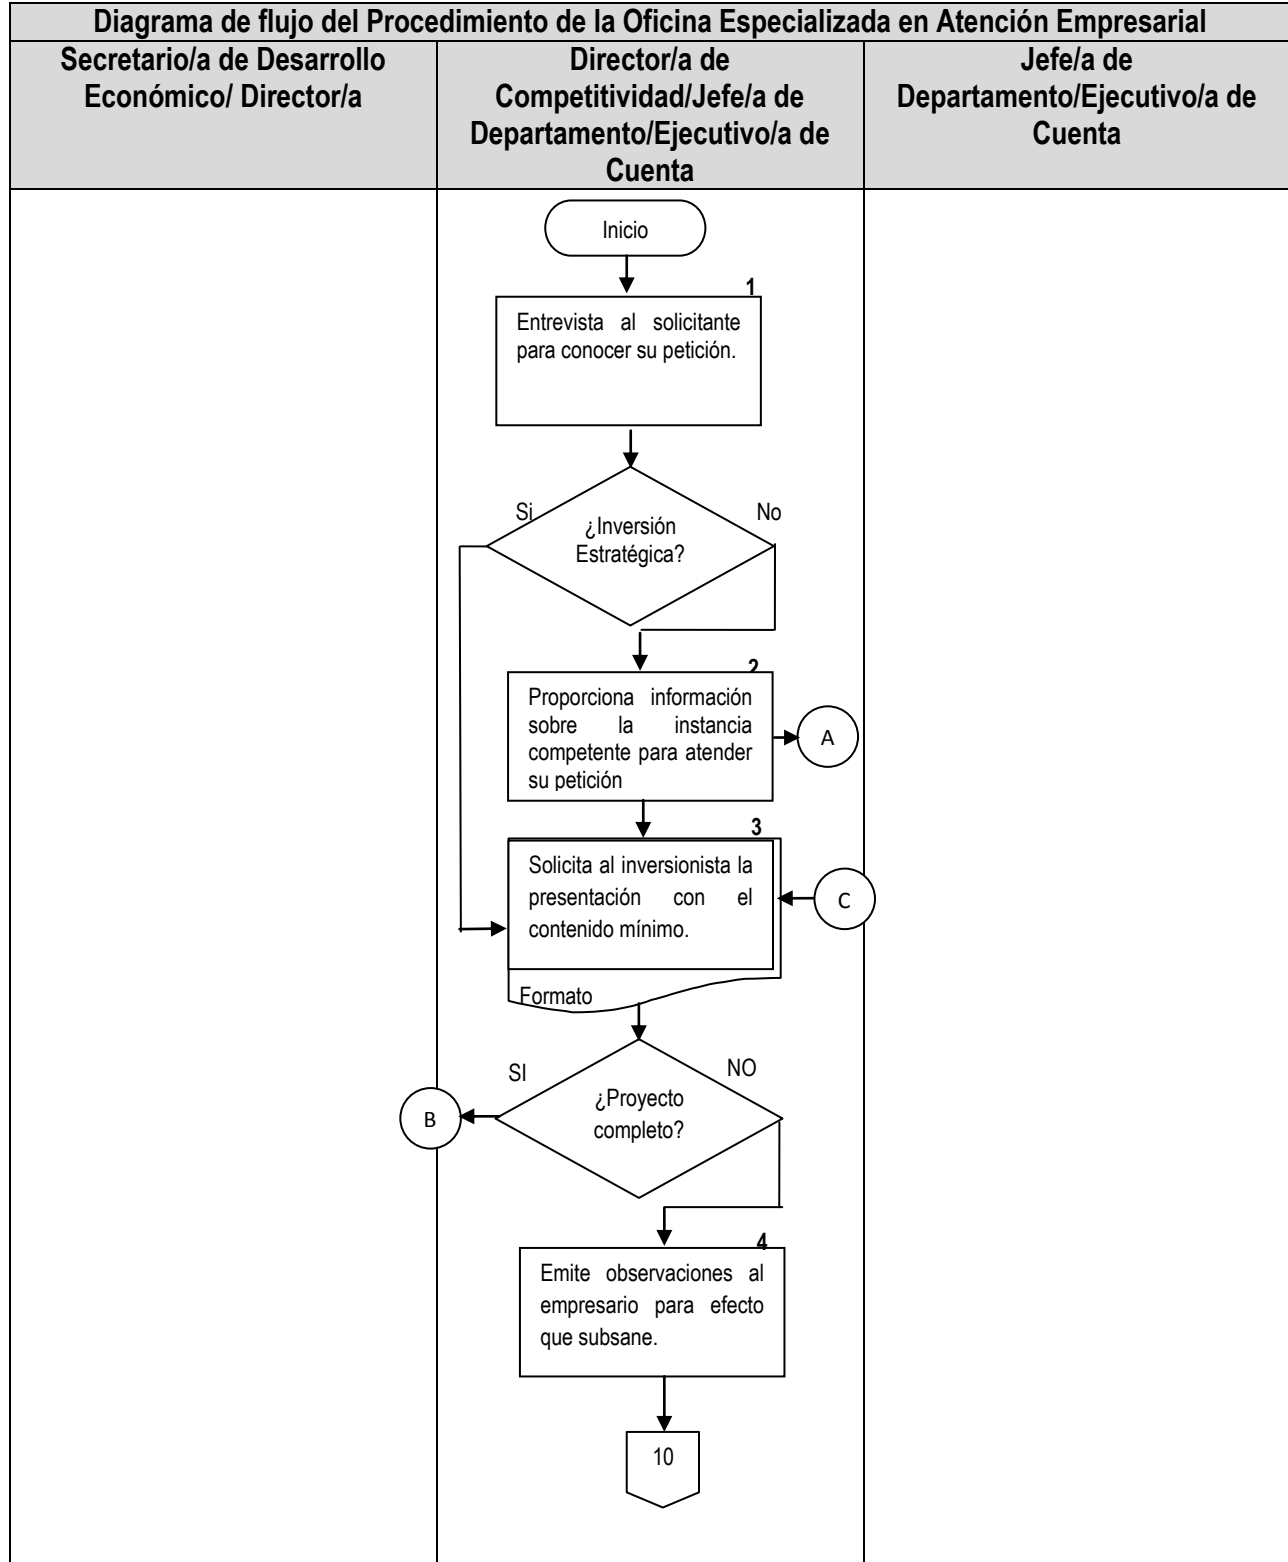 Diagrama de flujo del Procedimiento de la Oficina Especializada en Atención Empresarial
Secretario/a de Desarrollo
Económico/ Director/a
Director/a de
Competitividad/Jefe/a de
Departamento/Ejecutivo/a de
Cuenta
Jefe/a de
Departamento/Ejecutivo/a de
Cuenta
Inicio
1
Entrevista al solicitante
para conocer su petición.
Si
No
¿Inversión
Estratégica?
2
Proporciona información
sobre la instancia
competente para atender
su petición
A
3
Solicita al inversionista la
presentación con el
contenido mínimo.
C
Formato
SI
NO
¿Proyecto
completo?
B
4
Emite observaciones al
empresario para efecto
que subsane.
10